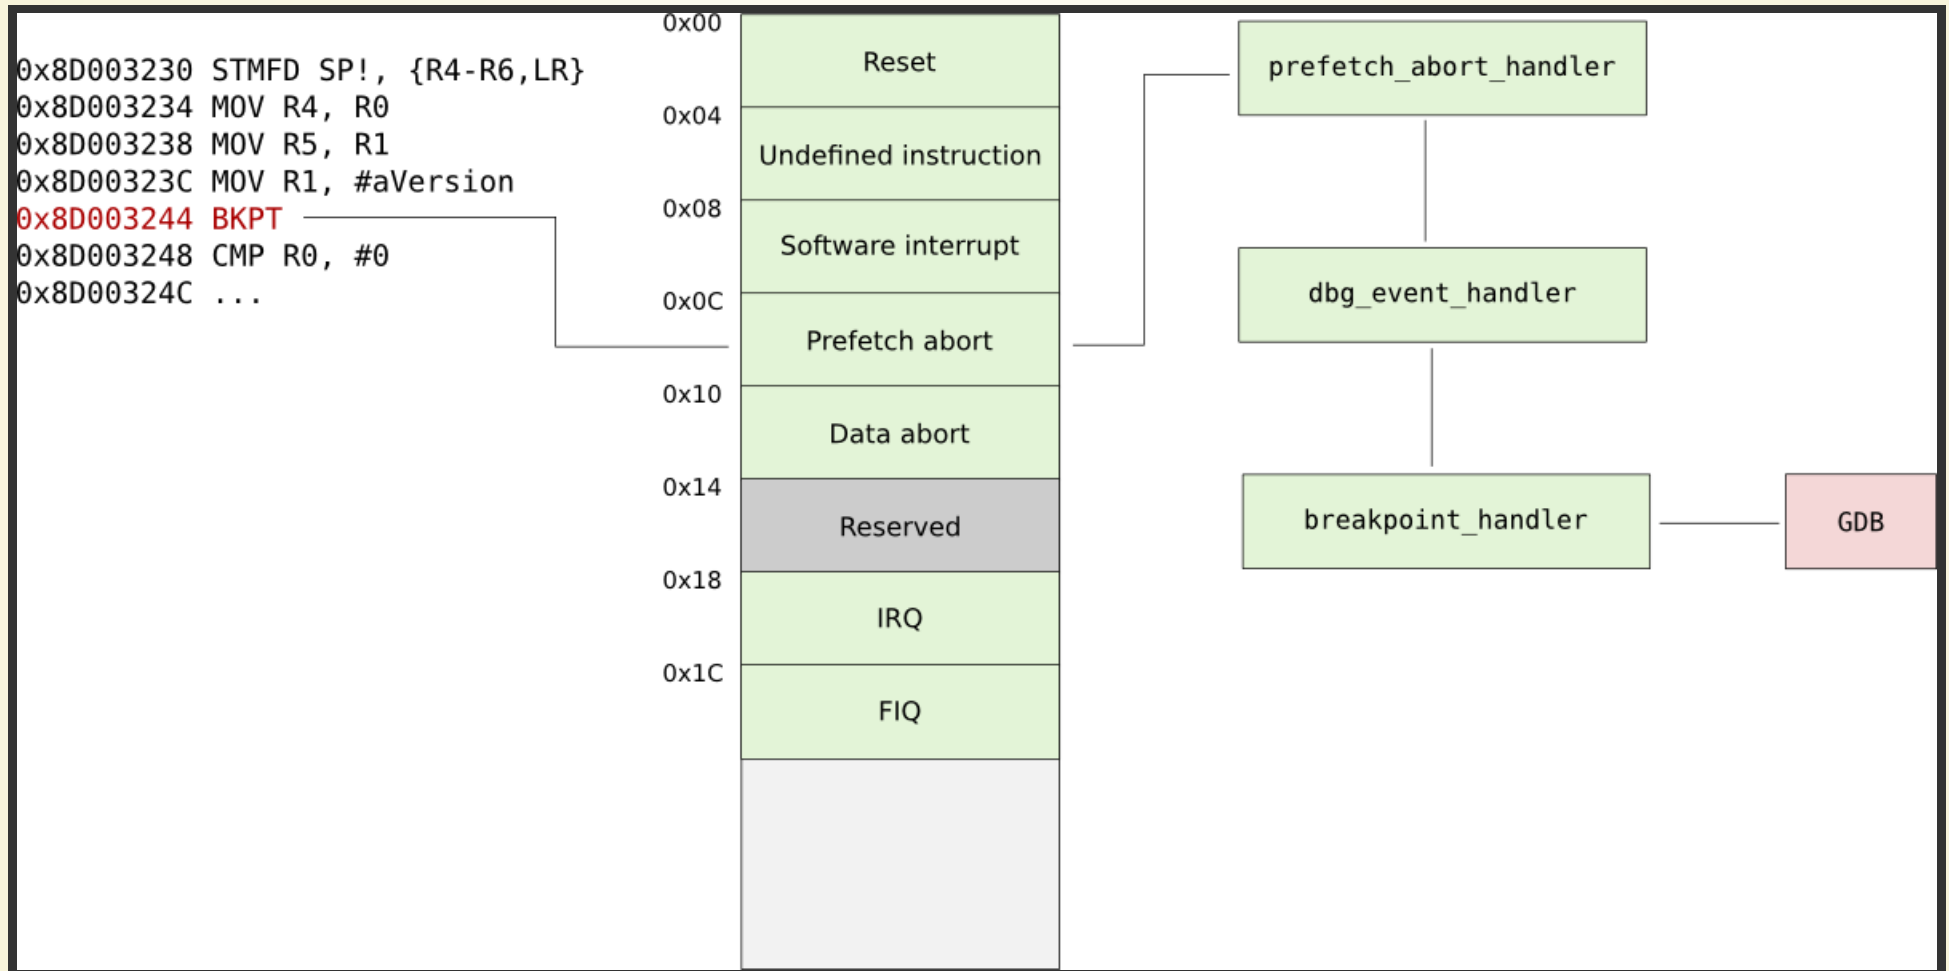 0x8D003230 STMFD SP!, {R4-R6,LR}
0x8D003234 MOV R4, R0
0x8D003238 MOV R5, R1
0x8D00323C MOV R1, #aVersion
0x8D003244 BKPT
0x8D003248 CMP R0, #0
0x8D00324C ...
0x00
Reset
0x04
Undefined instruction
0x08
Software interrupt
0x0C
Prefetch abort
0x10
Data abort
0x14
Reserved
0x18
IRQ
0x1C
FIQ
prefetch_abort_handler
dbg_event_handler
breakpoint_handler
GDB